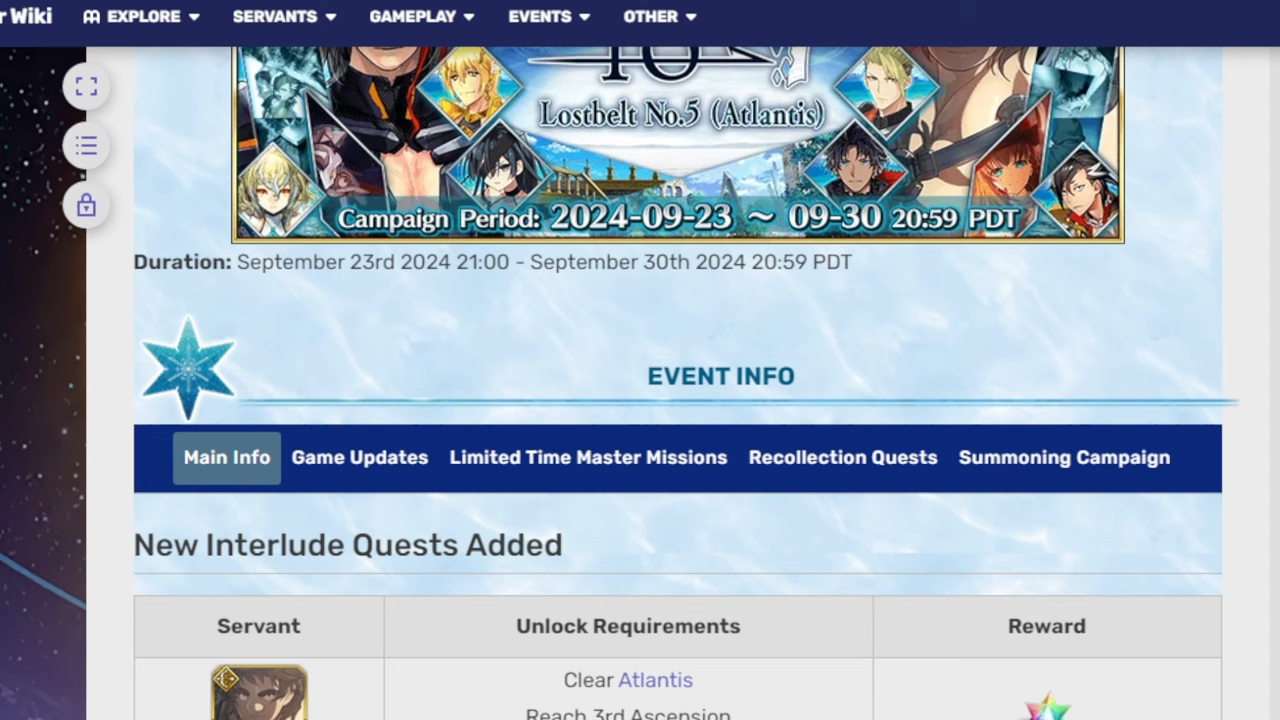 r Wiki
EXPLORE
SERVANTS
GAMEPLAY
EVENTS
OTHER
Lostbelt No.5 (Atlantis)
Campaign Period: 2024-09-23 ~ 09-30 20:59 PDT
Duration: September 23rd 2024 21:00 - September 30th 2024 20:59 PDT
EVENT INFO
Main Info
Game Updates
Limited Time Master Missions
Recollection Quests
Summoning Campaign
New Interlude Quests Added
Servant
Unlock Requirements
Reward
Clear Atlantis
Reach 3rd Ascension